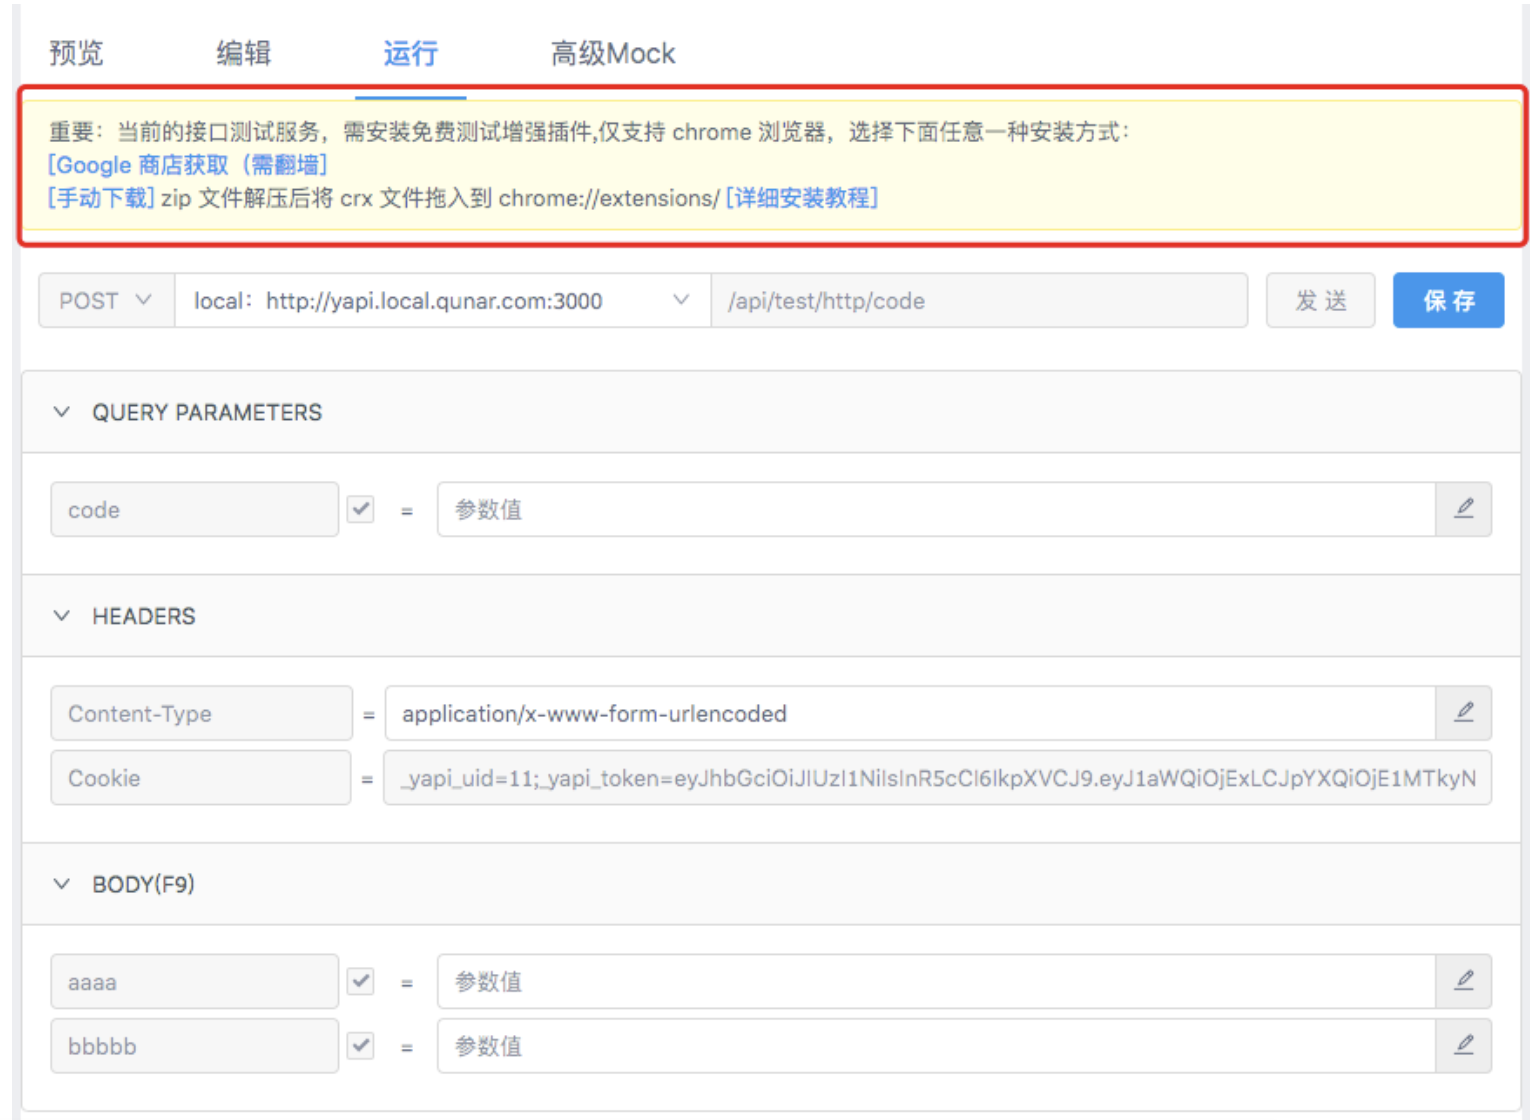 预览 编辑 运行 高级Mock
重要：当前的接口测试服务，需安装免费测试增强插件,仅支持 chrome 浏览器，选择下面任意一种安装方式：
[Google 商店获取（需翻墙]
[手动下载] zip 文件解压后将 crx 文件拖入到 chrome://extensions/ [详细安装教程]
POST local：http://yapi.local.qunar.com:3000 /api/test/http/code 发 送 保 存
QUERY PARAMETERS
code = 参数值
HEADERS
Content-Type = application/x-www-form-urlencoded
Cookie = _yapi_uid=11;_yapi_token=eyJhbGciOiJIUzI1NiIsInR5cCI6IkpXVCJ9.eyJ1aWQiOjExLCJpYXQiOjE1MTkyN
BODY(F9)
aaaa = 参数值
bbbbb = 参数值